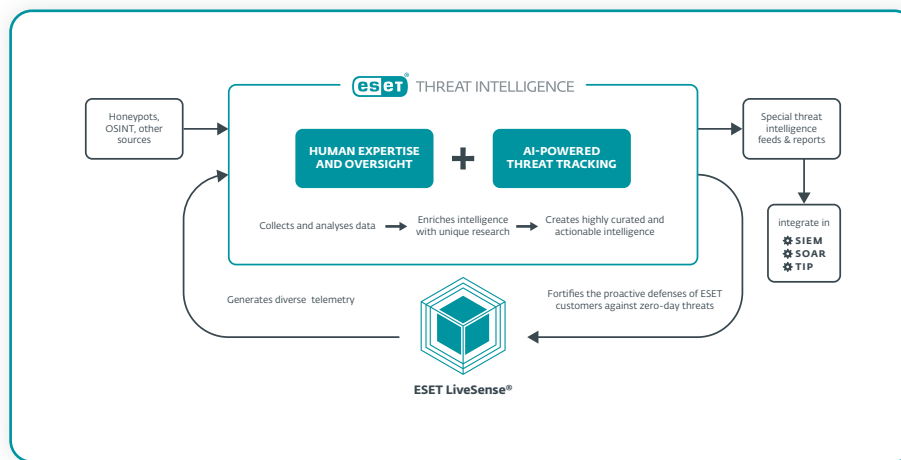 eseT® THREAT INTELLIGENCE
Honeypots,
OSINT, other
sources
HUMAN EXPERTISE
AND OVERSIGHT
+
AI-POWERED
THREAT TRACKING
Special threat
intelligence
feeds & reports
Collects and analyses data
Enriches intelligence
with unique research
Creates highly curated and
actionable intelligence
integrate in
SIEM
SOAR
TIP
Generates diverse telemetry
Fortifies the proactive defenses of ESET
customers against zero-day threats
ESET LiveSense®